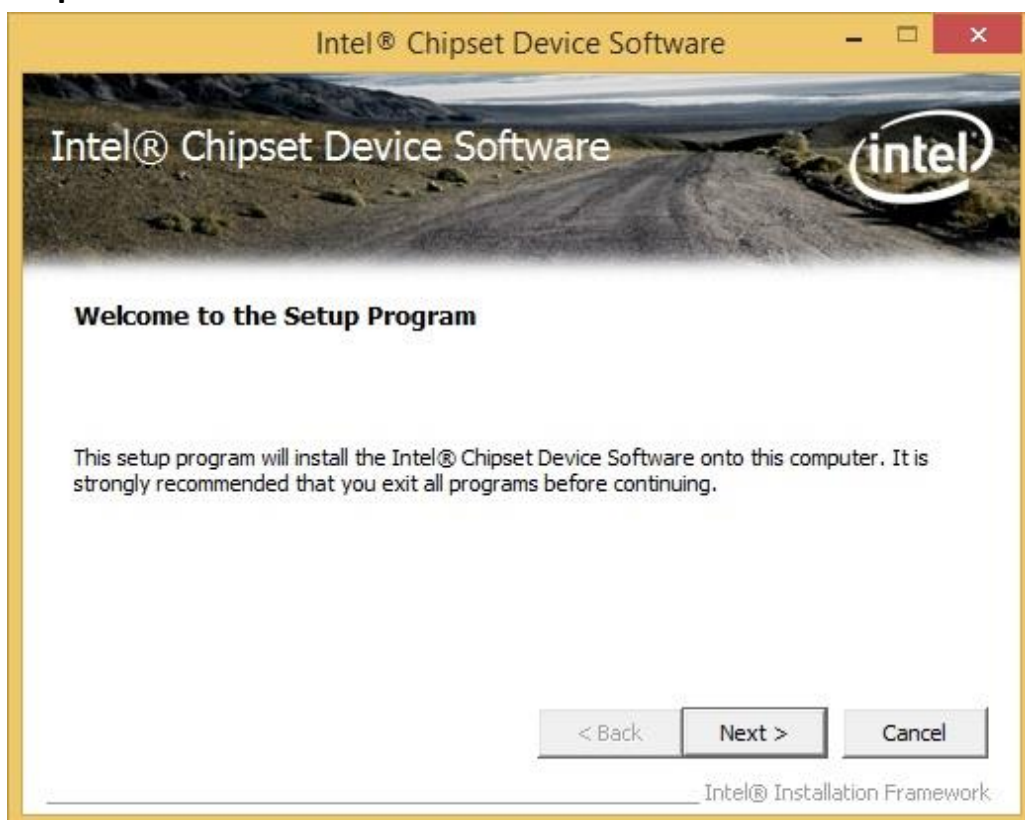 Intel® Chipset Device Software
Intel® Chipset Device Software
intel
Welcome to the Setup Program
This setup program will install the Intel® Chipset Device Software onto this computer. It is
strongly recommended that you exit all programs before continuing.
< Back Next > Cancel
Intel® Installation Framework